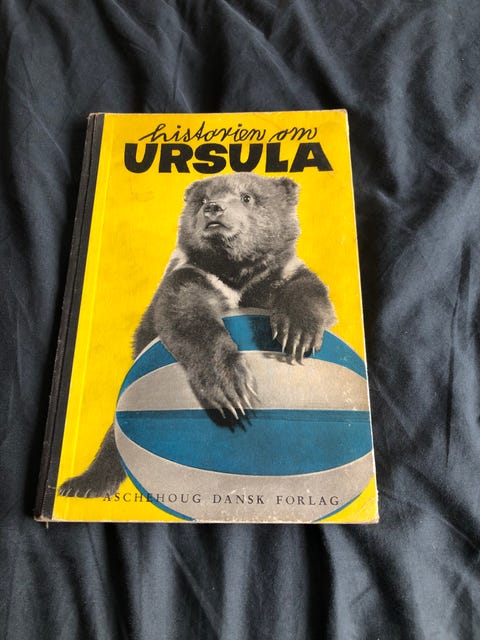 historien om
URSULA
ASCHEHOUG DANSK FORLAG